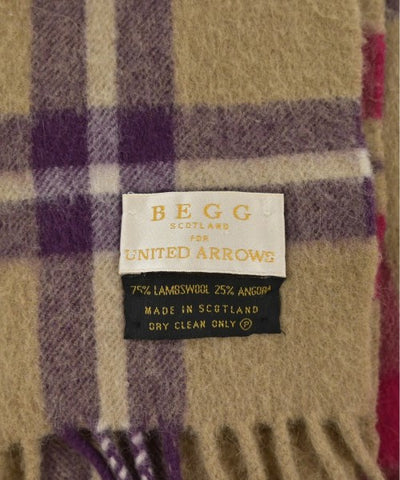 BEGG
SCOTLAND
FOR
UNITED ARROWS
75% LAMBSWOOL 25% ANGORA
MADE IN SCOTLAND
DRY CLEAN ONLY Ⓟ